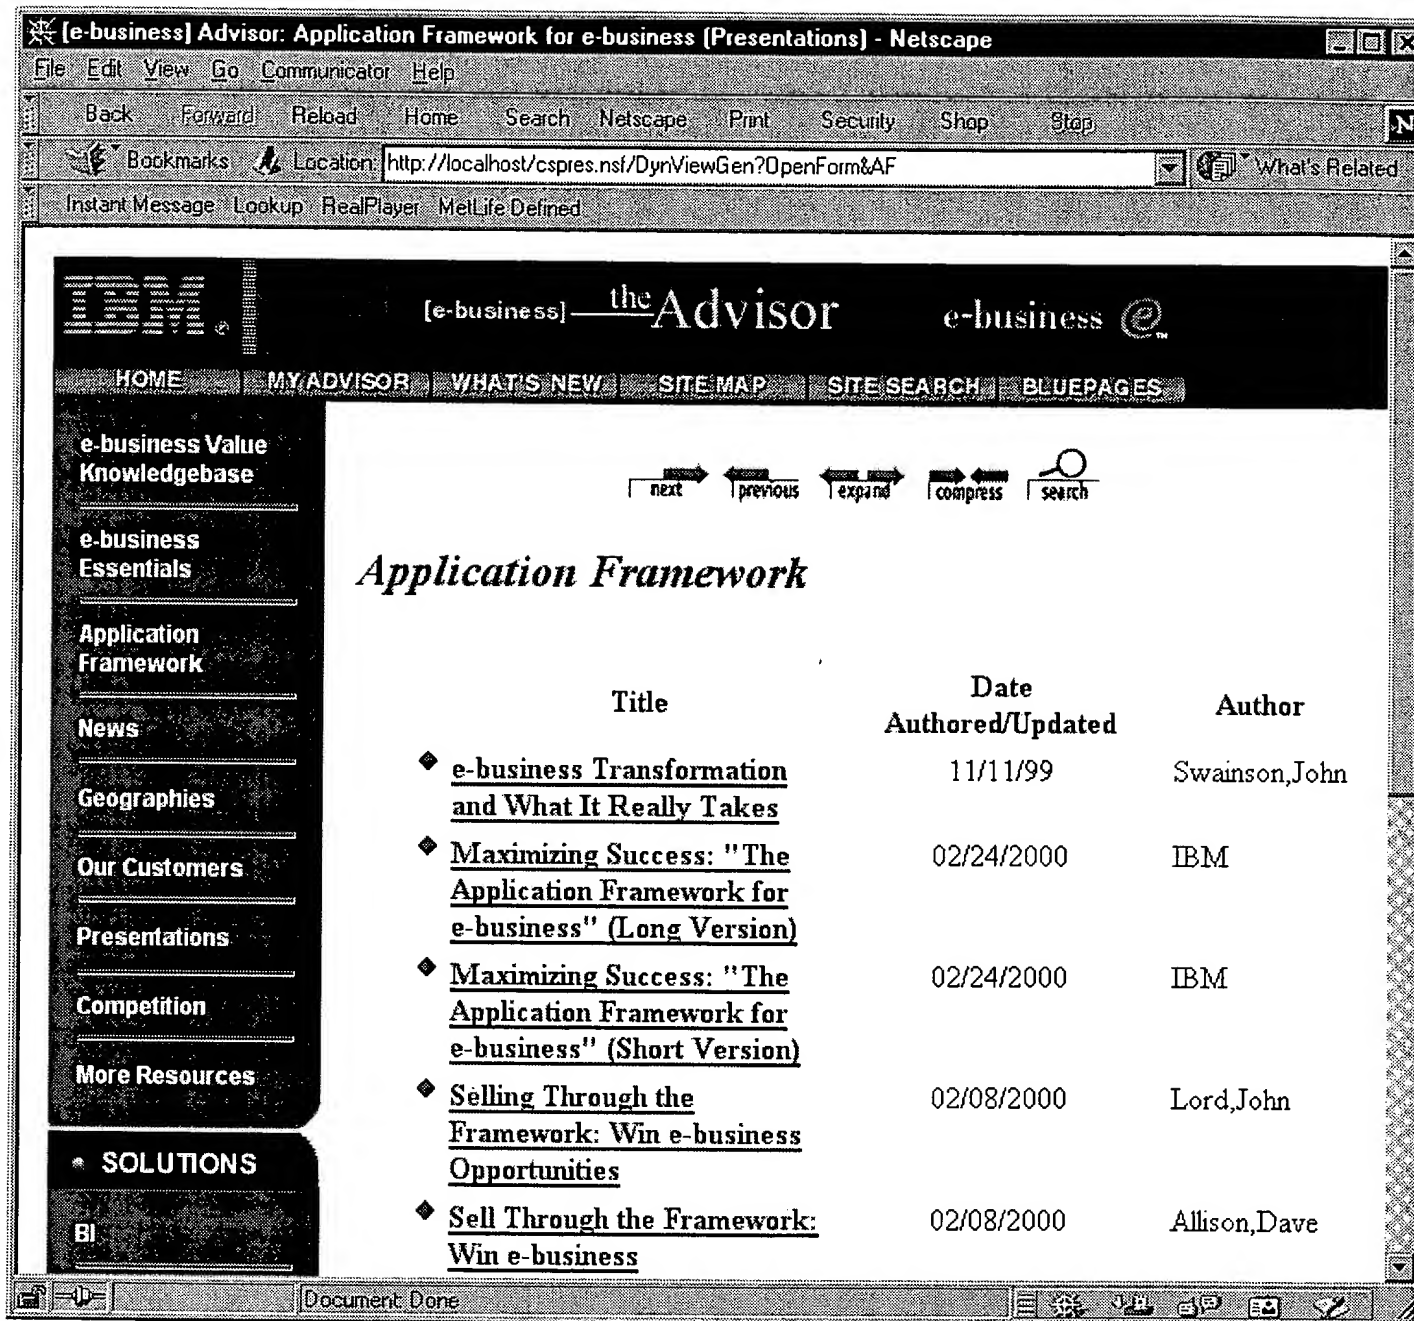 [e-business] Advisor: Application Framework for e-business (Presentations) - Netscape
File Edit View Go Communicator Help
Back Forward Reload Home Search Netscape Print Security Shop Stop
N
Bookmarks Location: http://localhost/cspres.nsf/DynViewGen?OpenForm&AF What's Related
Instant Message Lookup RealPlayer MetLife Defined
IBM® [e-business] the Advisor e-business e™
HOME MY ADVISOR WHAT'S NEW SITE MAP SITE SEARCH BLUEPAGES
e-business Value
Knowledgebase
e-business
Essentials
Application
Framework
News
Geographies
Our Customers
Presentations
Competition
More Resources
SOLUTIONS
BI
next previous expand compress search
Application Framework
Title
Date
Authored/Updated
Author
e-business Transformation 11/11/99 Swainson,John
and What It Really Takes
Maximizing Success: "The 02/24/2000 IBM
Application Framework for
e-business" (Long Version)
Maximizing Success: "The 02/24/2000 IBM
Application Framework for
e-business" (Short Version)
Selling Through the 02/08/2000 Lord,John
Framework: Win e-business
Opportunities
Sell Through the Framework: 02/08/2000 Allison,Dave
Win e-business
Document: Done